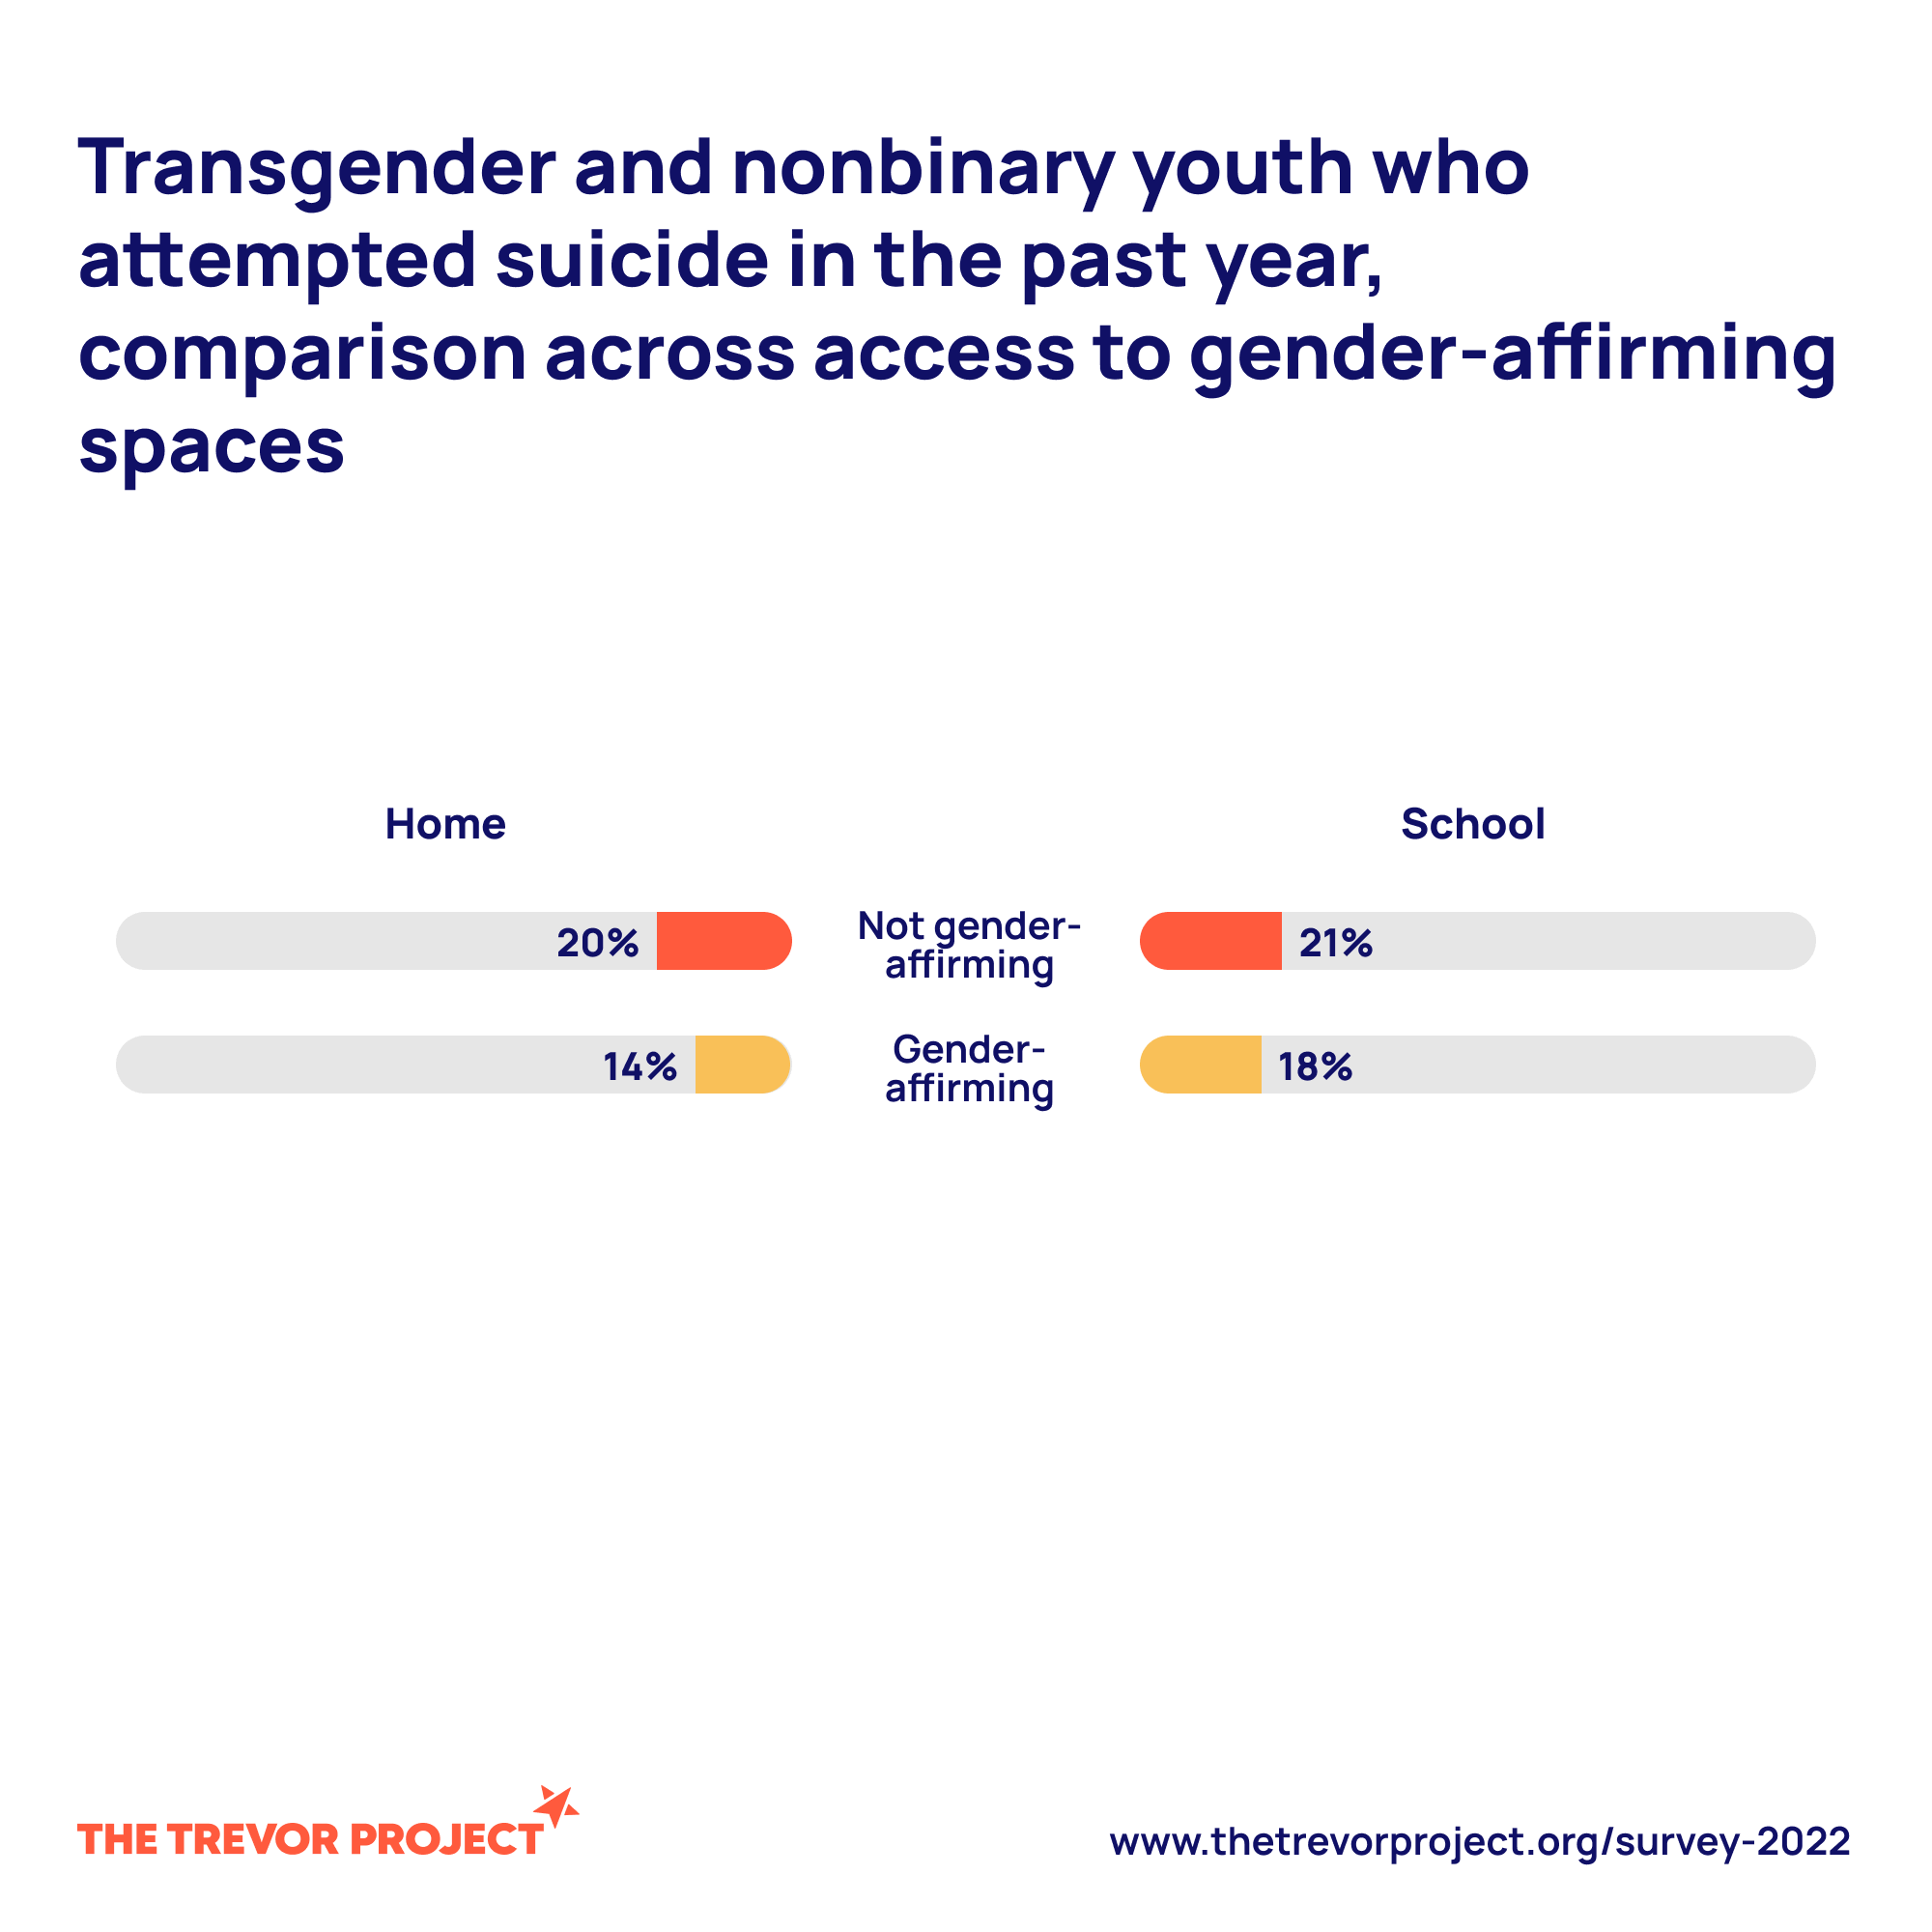 Transgender and nonbinary youth who
attempted suicide in the past year,
comparison across access to gender-affirming
spaces
Home
School
20%
Not gender-
affirming
21%
14%
Gender-
affirming
18%
THE TREVOR PROJECT
www.thetrevorproject.org/survey-2022